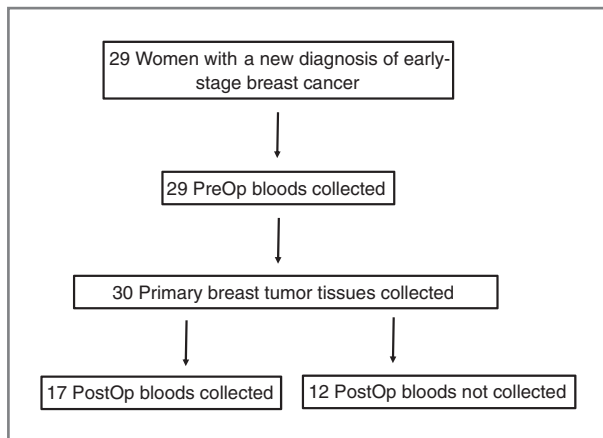 29 Women with a new diagnosis of early-
stage breast cancer
29 PreOp bloods collected
30 Primary breast tumor tissues collected
17 PostOp bloods collected
12 PostOp bloods not collected